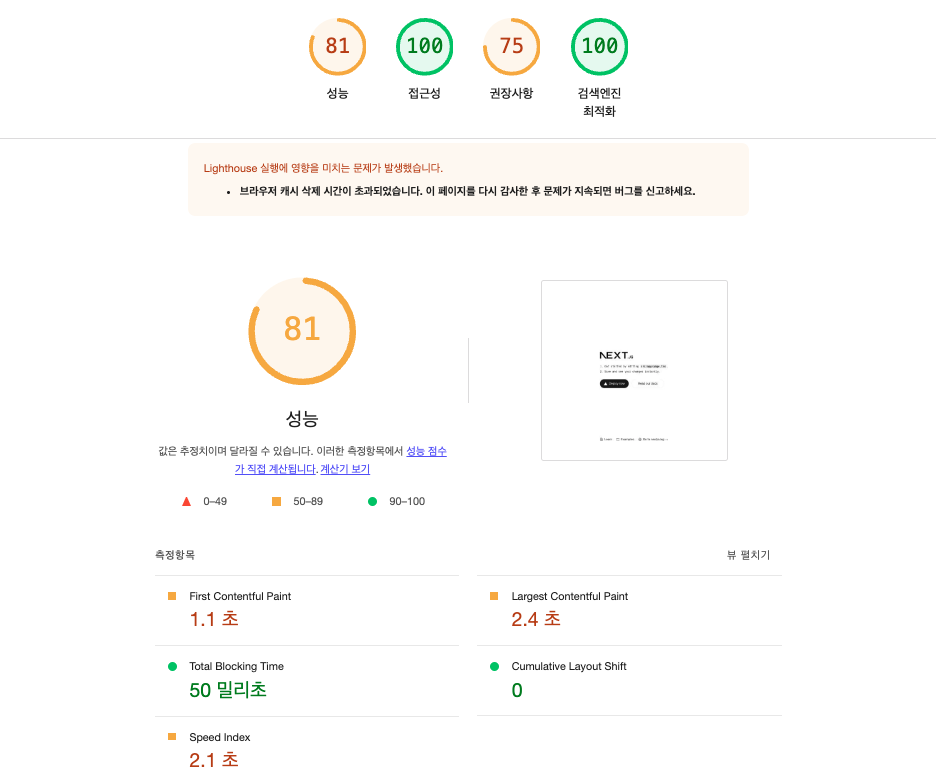 81
100
75
100
성능
접근성
권장사항
검색엔진
최적화
Lighthouse 실행에 영향을 미치는 문제가 발생했습니다.
• 브라우저 캐시 삭제 시간이 초과되었습니다. 이 페이지를 다시 감사한 후 문제가 지속되면 버그를 신고하세요.
81
성능
값은 추정치이며 달라질 수 있습니다. 이러한 측정항목에서 성능 점수
가 직접 계산됩니다. 계산기 보기
0–49
50–89
90–100
NEXT.JS
측정항목
뷰 펼치기
First Contentful Paint
1.1 초
Largest Contentful Paint
2.4 초
Total Blocking Time
50 밀리초
Cumulative Layout Shift
0
Speed Index
2.1 초